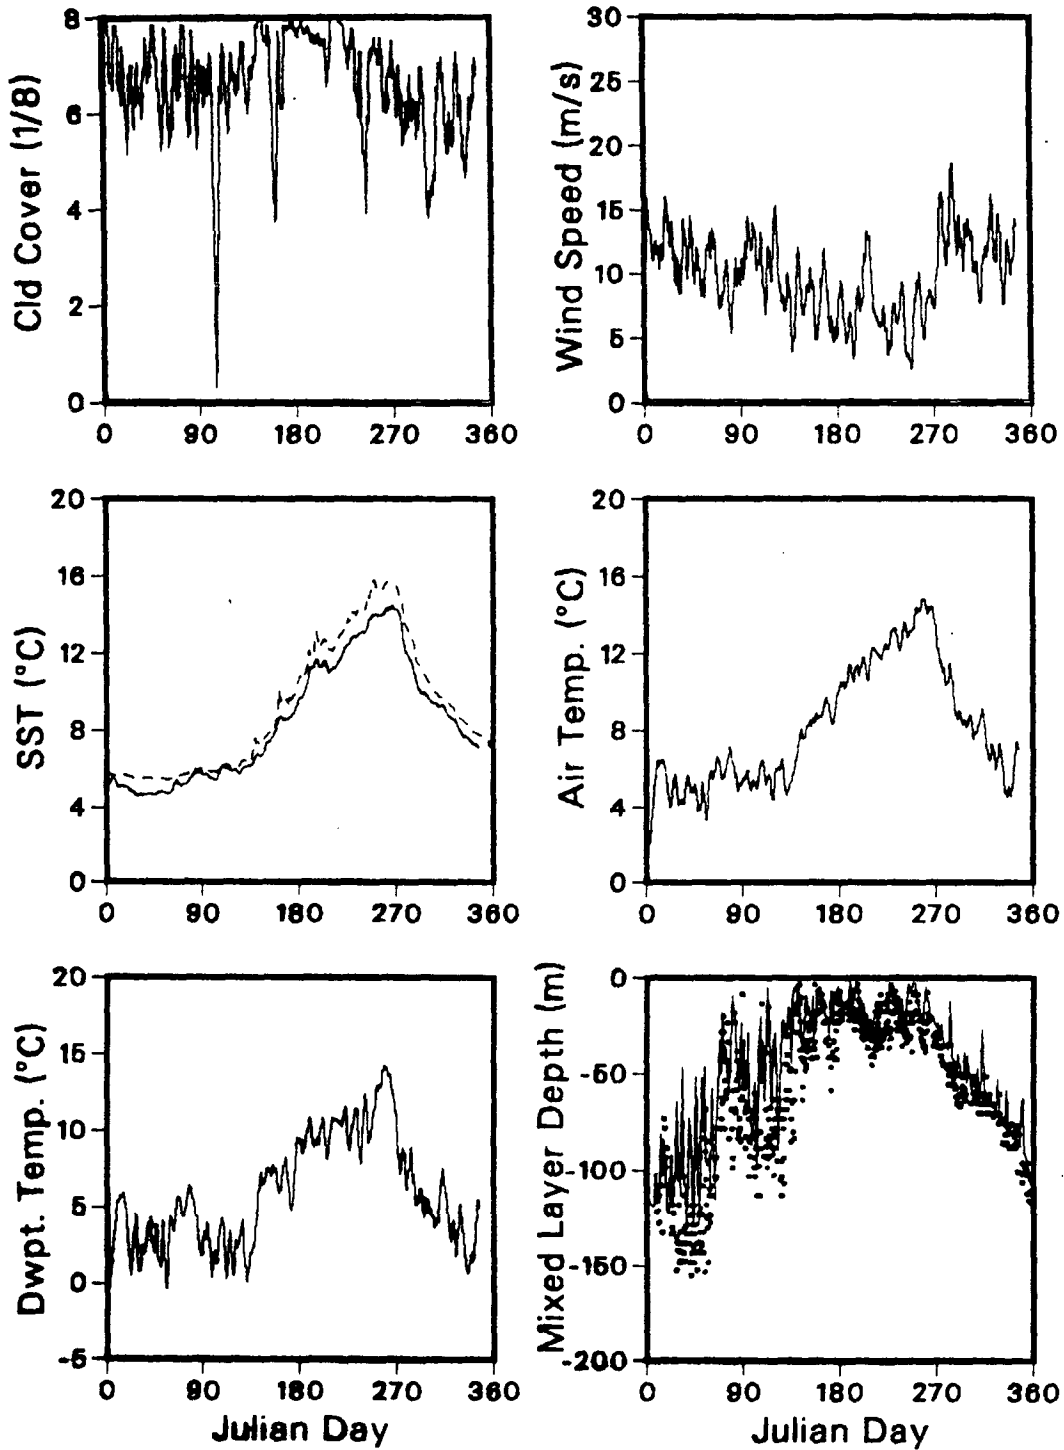 Cld Cover (1/8)
8
6
4
2
0
0 90 180 270 360
Wind Speed (m/s)
30
25
20
15
10
5
0
0 90 180 270 360
SST (°C)
20
16
12
8
4
0
0 90 180 270 360
Air Temp. (°C)
20
16
12
8
4
0
0 90 180 270 360
Dwpt. Temp. (°C)
20
15
10
5
0
-5
0 90 180 270 360
Julian Day
Mixed Layer Depth (m)
0
-50
-100
-150
-200
0 90 180 270 360
Julian Day